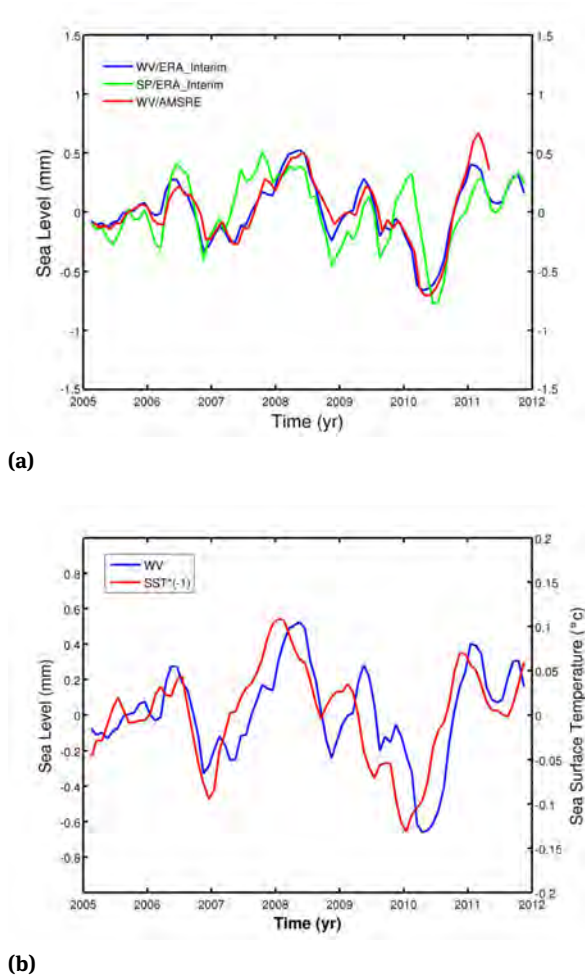 1.5
1.5
WV/ERA_Interim
SP/ERA_Interim
WV/AMSRE
1
1
0.5
0.5
Sea Level (mm)
0
0
-0.5
-0.5
-1
-1
-1.5
-1.5
2005 2006 2007 2008 2009 2010 2011 2012
Time (yr)
(a)
0.2
WV
SST*(-1)
0.8
0.15
0.6
0.1
0.4
0.05
0.2
Sea Level (mm)
0
0
Sea Surface Temperature (°c)
-0.2
-0.05
-0.4
-0.1
-0.6
-0.15
-0.8
-0.2
2005 2006 2007 2008 2009 2010 2011 2012
Time (yr)
(b)